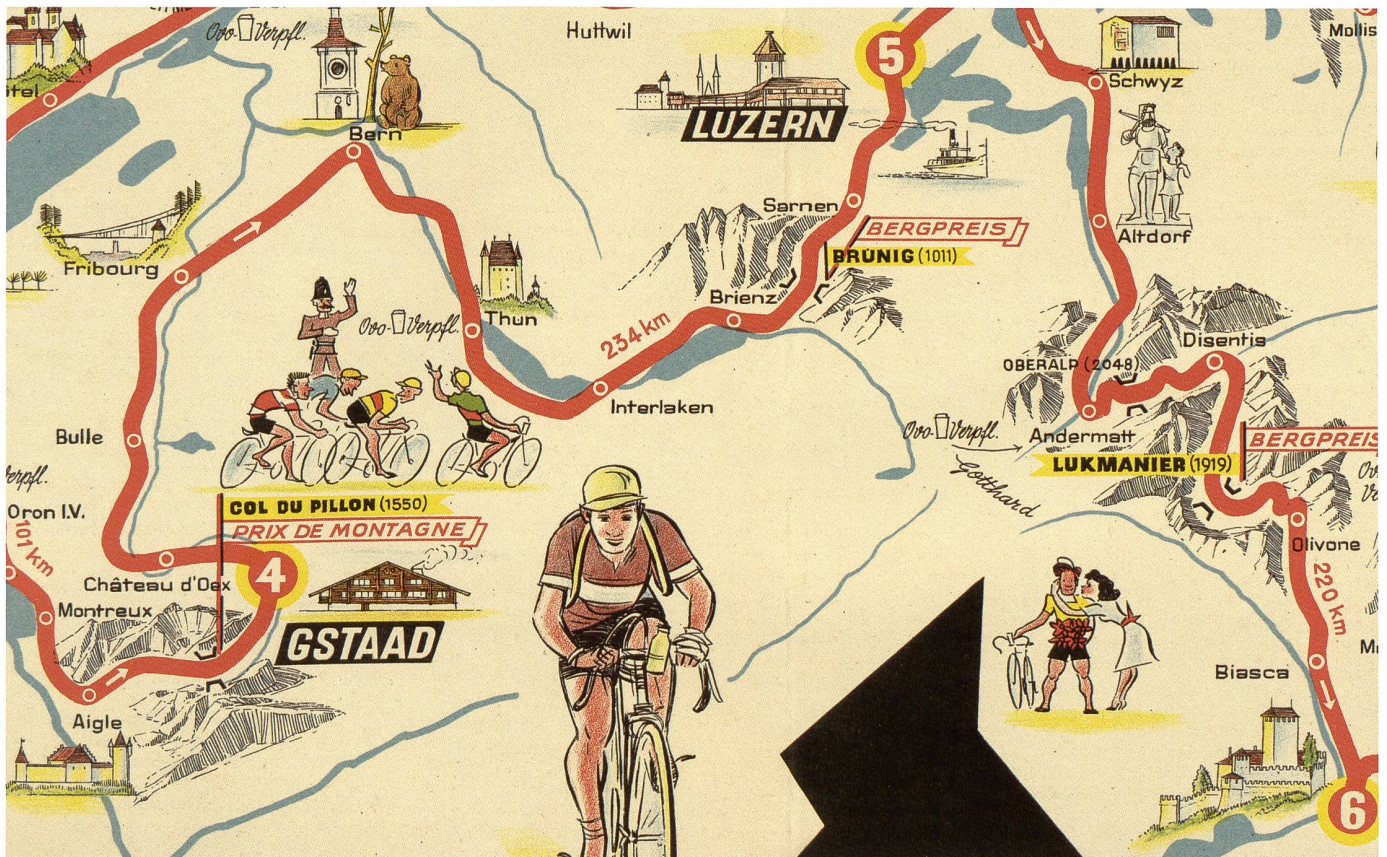 Ovo Verpfl.
Huttwil
5
Mollis
Schwyz
tel
LUZERN
Bern
Sarnen
BERGPREIS
BRÜNIG (1011)
Altdorf
Fribourg
Brienz
Ovo Verpfl.
Thun
234 km
Disentis
OBERALP (2048)
Interlaken
Bulle
Ovo Verpfl.
Andermatt
BERGPREIS
LUKMANIER (1919)
Gotthard
Verpfl.
COL DU PILLON (1550)
Oron I.V.
PRIX DE MONTAGNE
101 km
Olivone
Château d'Oex
4
220 km
Montreux
GSTAAD
Biasca
Aigle
6